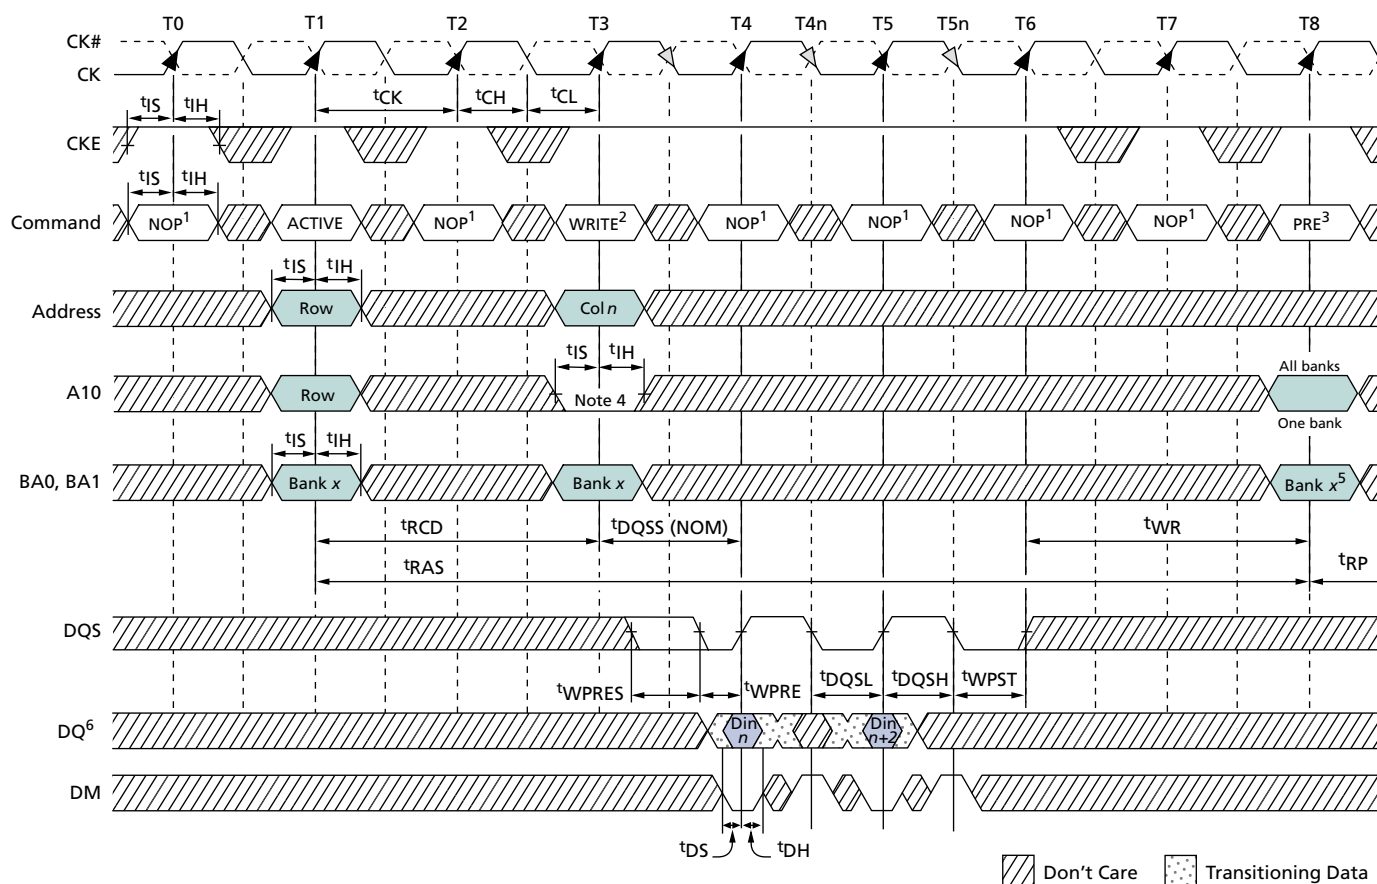 T0 T1 T2 T3 T4 T4n T5 T5n T6 T7 T8
CK#
CK
tCK tCH tCL
tIS tIH
CKE
tIS tIH
Command NOP1 ACTIVE NOP1 WRITE2 NOP1 NOP1 NOP1 NOP1 PRE3
tIS tIH
Address Row Col n
tIS tIH
All banks
A10 Row Note 4
One bank
tIS tIH
BA0, BA1 Bank x Bank x Bank x5
tRCD tDQSS (NOM) tWR
tRAS tRP
DQS
tWPRES tWPRE tDQSL tDQSH tWPST
DQ6 Din n Din n+2
DM
tDS tDH
Don't Care Transitioning Data